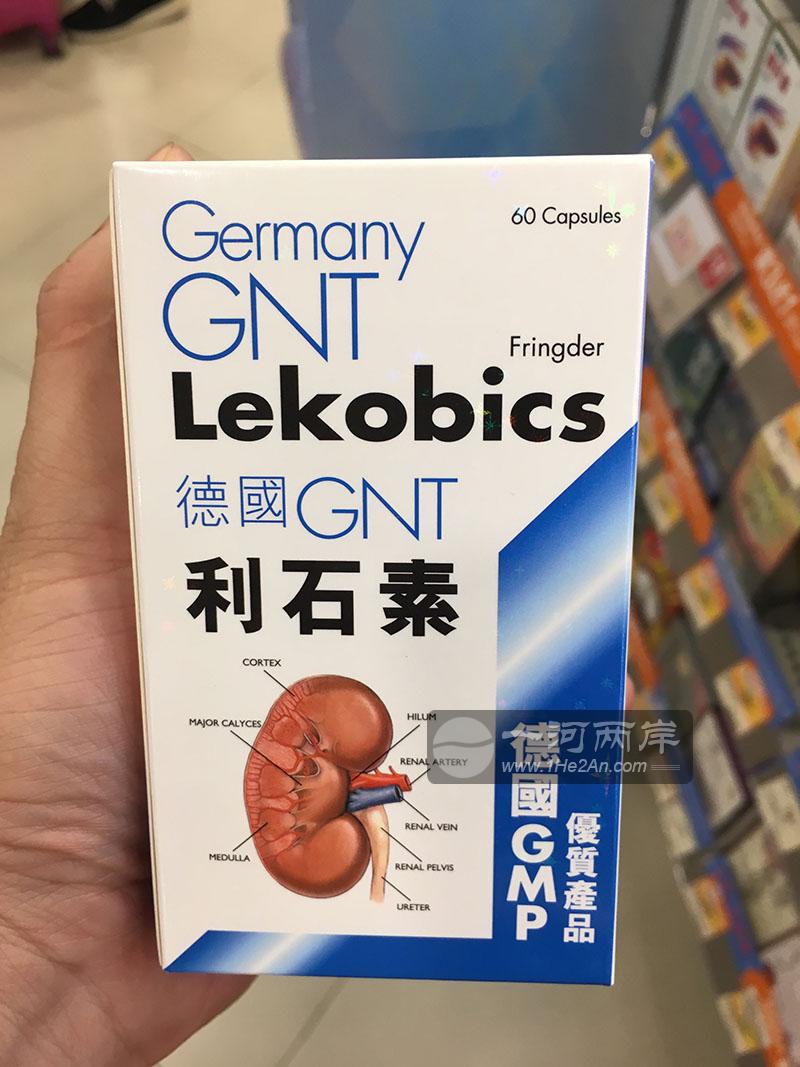 60 Capsules
Germany
GNT
Fringder
Lekobics
德國GNT
利石素
CORTEX
MAJOR CALYCES
HILUM
RENAL ARTERY
RENAL VEIN
MEDULLA
RENAL PELVIS
URETER
德國GMP
優質產品
一河两岸
www.1He2An.com